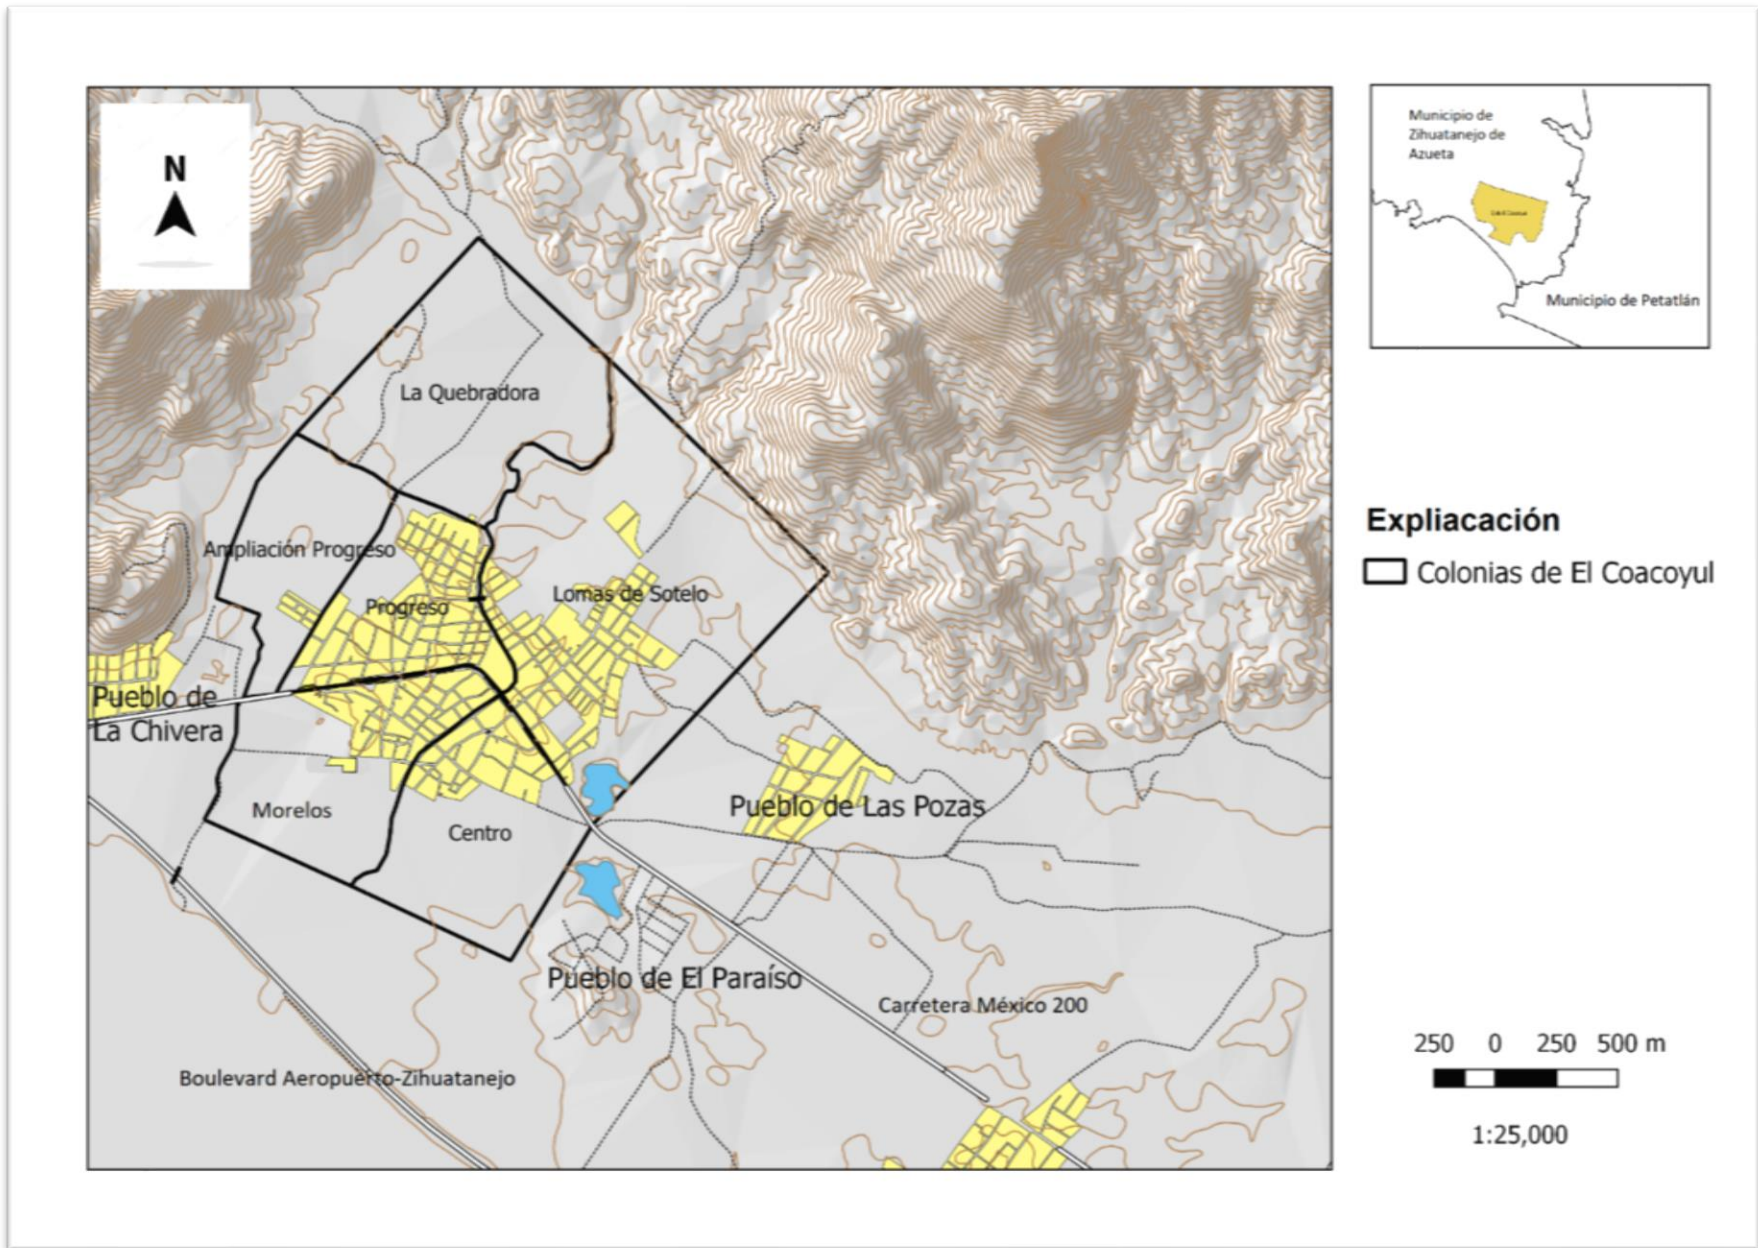 N
La Quebradora
Ampliación Progreso
Progreso
Lomas de Sotelo
Pueblo de
La Chivera
Morelos
Centro
Pueblo de Las Pozas
Pueblo de El Paraíso
Carretera México 200
Boulevard Aeropuerto-Zihuatanejo
Municipio de
Zihuatanejo de
Azueta
Municipio de Petatlán
Expliacación
Colonias de El Coacoyul
250 0 250 500 m
1:25,000